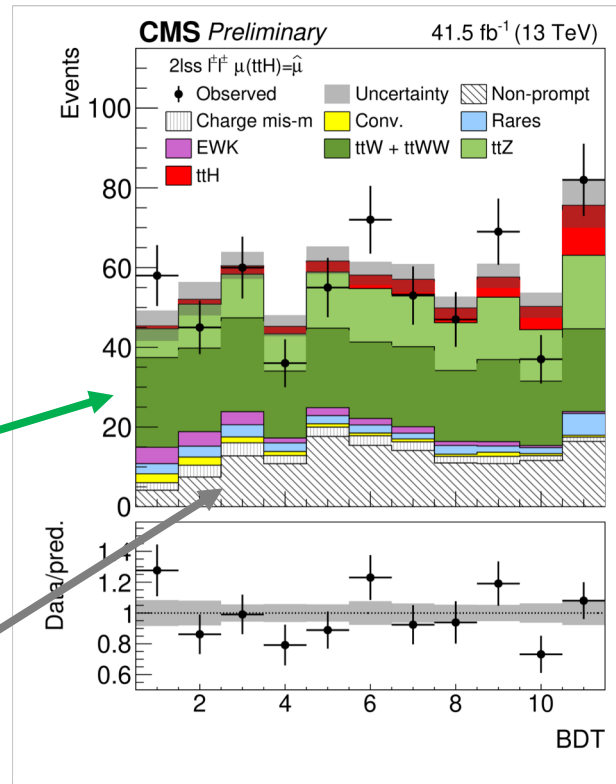 CMS Preliminary 41.5 fb⁻¹ (13 TeV)
Events
2lss l±l± μ(ttH)=μ̂
Observed Uncertainty Non-prompt
Charge mis-m Conv. Rares
EWK ttW + ttWW ttZ
ttH
100
80
60
40
20
0
Data/pred.
1.4
1.2
1
0.8
0.6
2 4 6 8 10
BDT